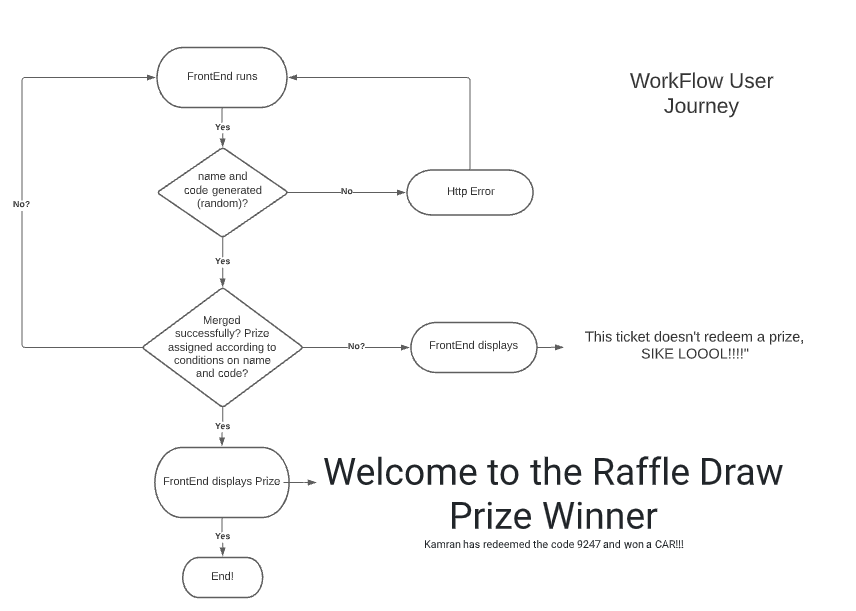 FrontEnd runs
WorkFlow User
Journey
Yes
name and
code generated
(random)?
No
Http Error
No?
Yes
Merged
successfully? Prize
assigned according to
conditions on name
and code?
No?
FrontEnd displays
This ticket doesn't redeem a prize,
SIKE LOOOL!!!!"
Yes
FrontEnd displays Prize
Welcome to the Raffle Draw
Prize Winner
Kamran has redeemed the code 9247 and won a CAR!!!
Yes
End!